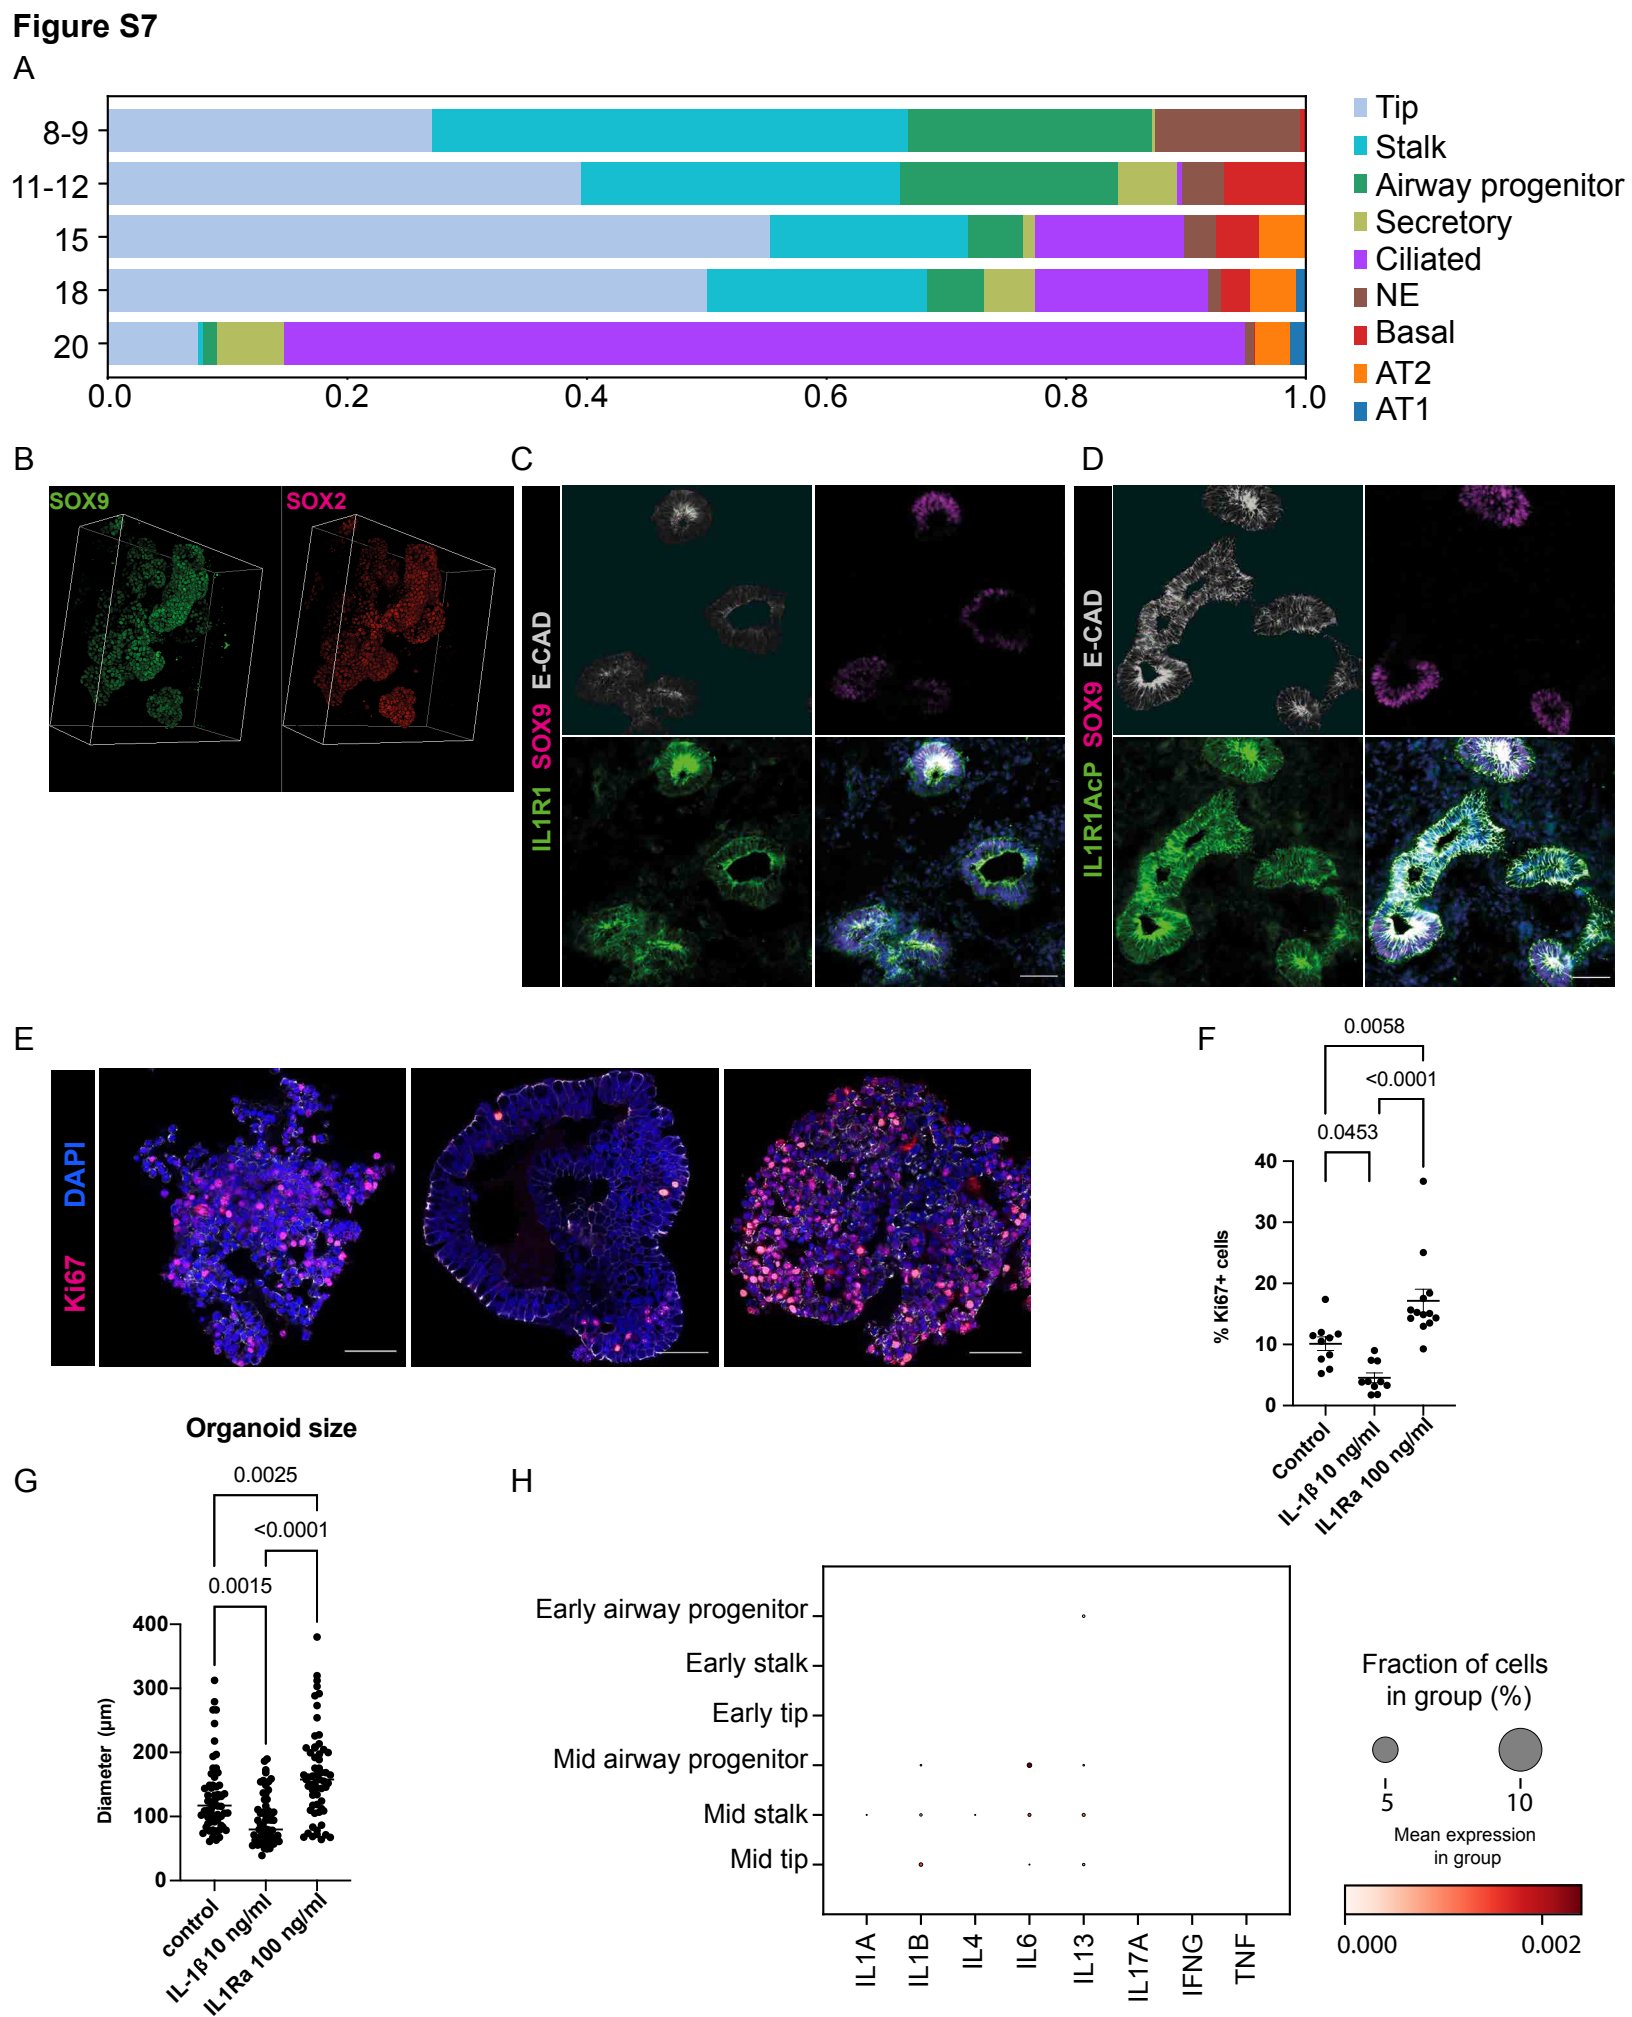 Figure S7
A
8-9
11-12
15
18
20
0.0 0.2 0.4 0.6 0.8 1.0
Tip
Stalk
Airway progenitor
Secretory
Ciliated
NE
Basal
AT2
AT1
B
SOX9 SOX2
C
IL1R1 SOX9 E-CAD
D
IL1R1AcP SOX9 E-CAD
E
Ki67 DAPI
F
0.0058
<0.0001
0.0453
40
30
20
10
0
% Ki67+ cells
Control
IL-1β 10 ng/ml
IL1Ra 100 ng/ml
G
Organoid size
0.0025
<0.0001
0.0015
400
300
200
100
0
Diameter (µm)
control
IL-1β 10 ng/ml
IL1Ra 100 ng/ml
H
Early airway progenitor
Early stalk
Early tip
Mid airway progenitor
Mid stalk
Mid tip
IL1A
IL1B
IL4
IL6
IL13
IL17A
IFNG
TNF
Fraction of cells
in group (%)
5 10
Mean expression
in group
0.000 0.002